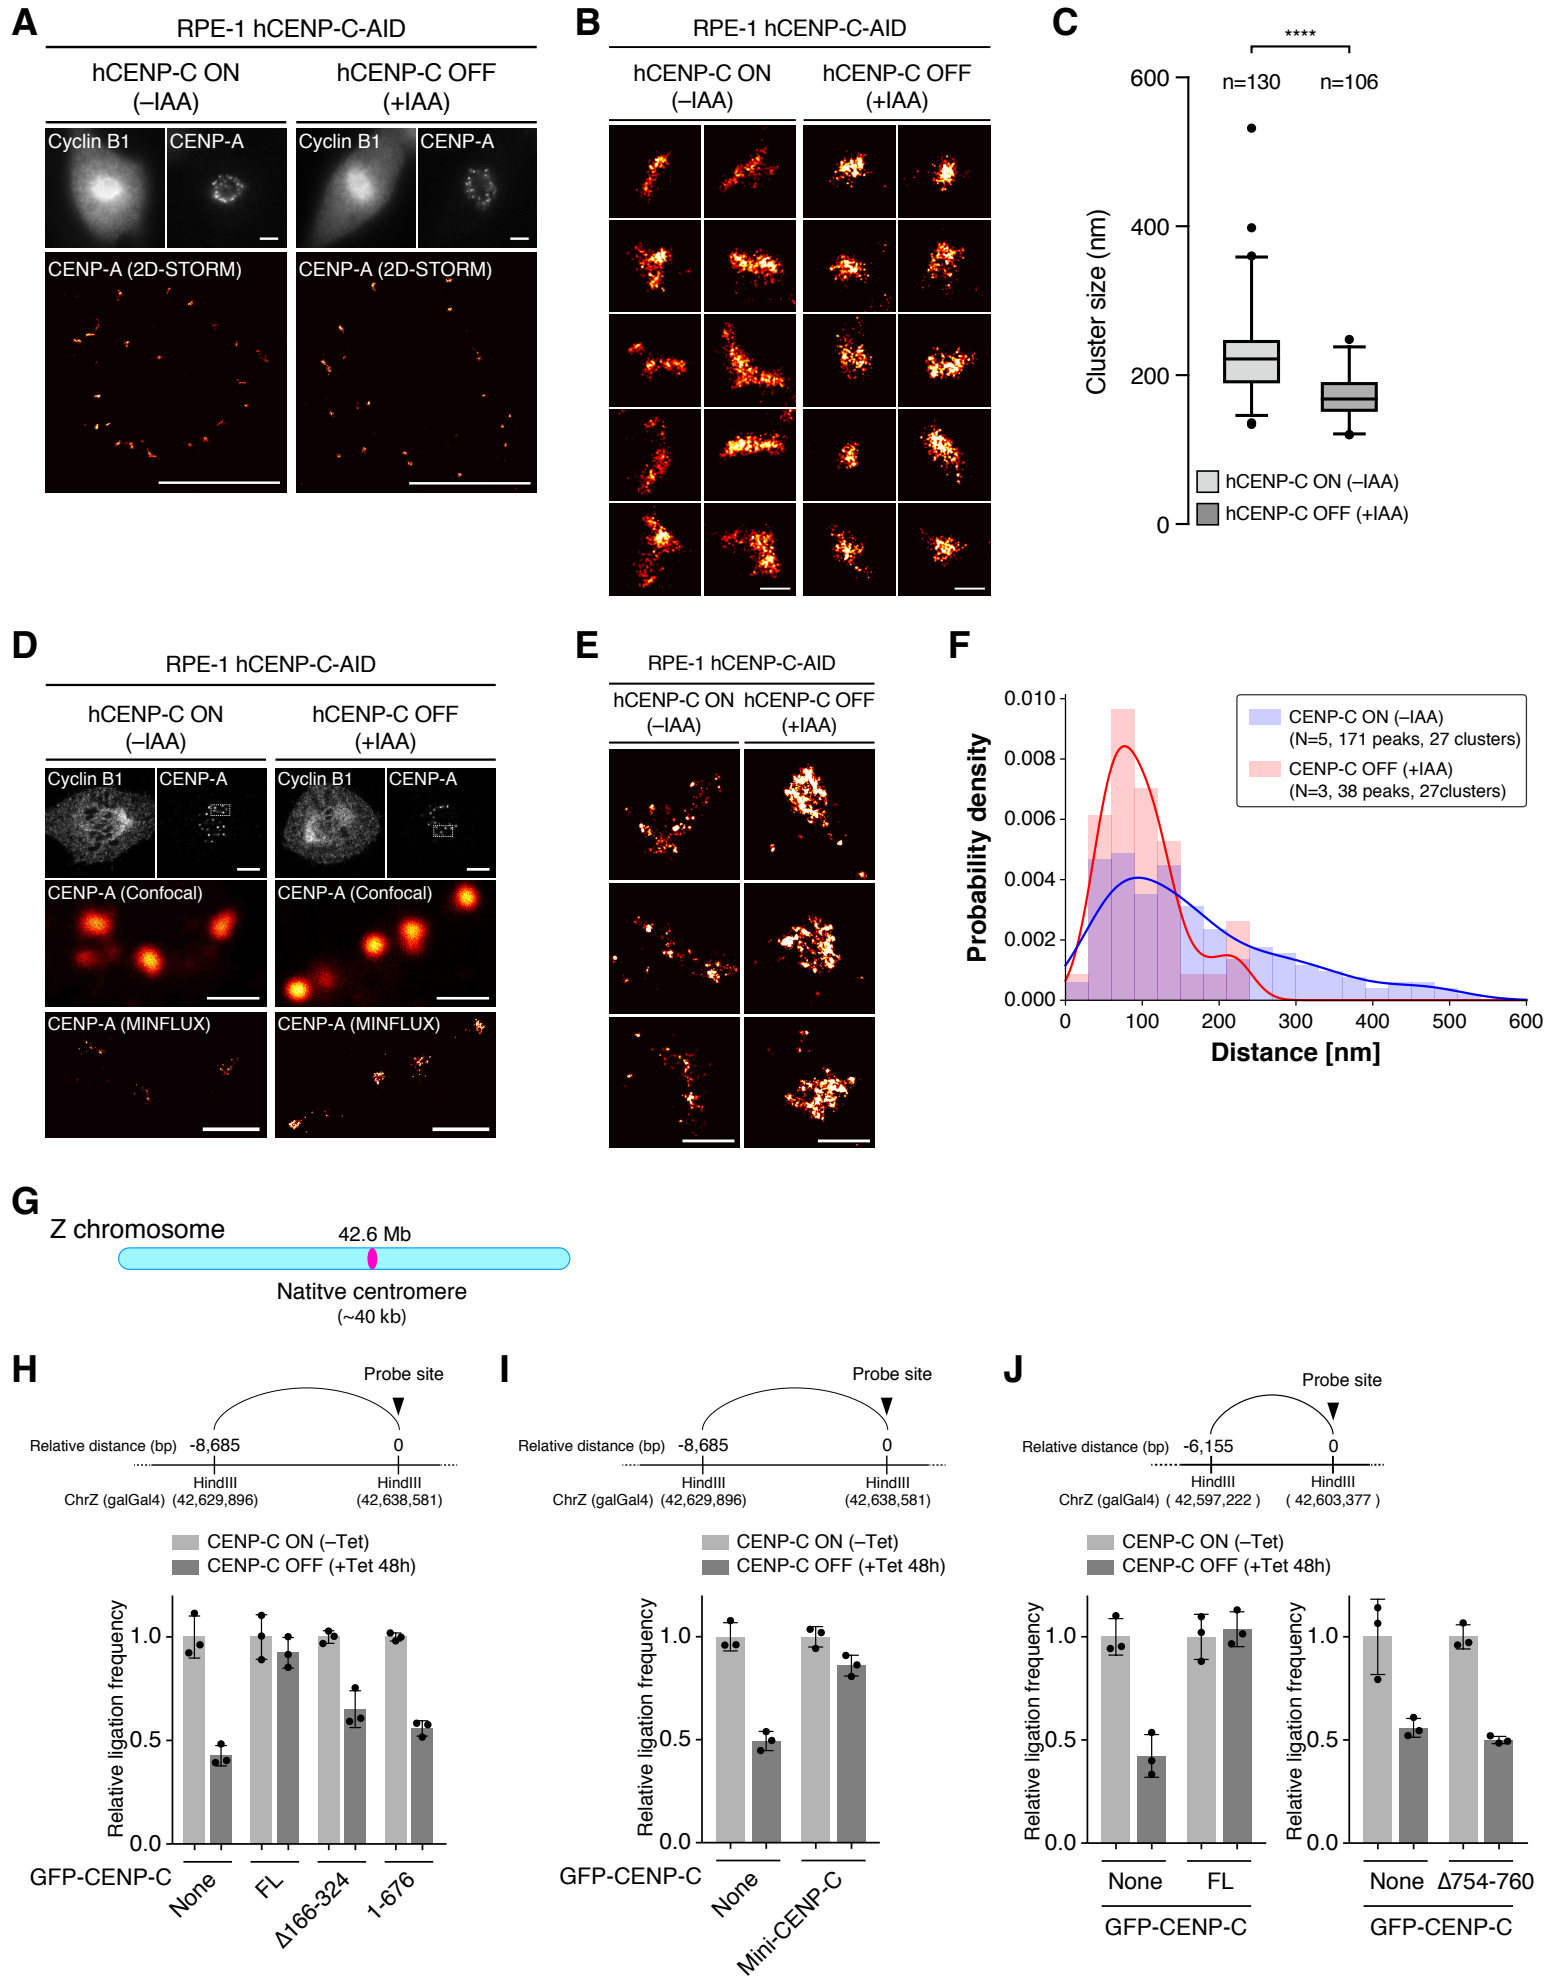 A
RPE-1 hCENP-C-AID
hCENP-C ON
(–IAA)
hCENP-C OFF
(+IAA)
Cyclin B1
CENP-A
Cyclin B1
CENP-A
CENP-A (2D-STORM)
CENP-A (2D-STORM)
B
RPE-1 hCENP-C-AID
hCENP-C ON
(–IAA)
hCENP-C OFF
(+IAA)
C
****
n=130
n=106
600
400
200
0
Cluster size (nm)
hCENP-C ON (–IAA)
hCENP-C OFF (+IAA)
D
RPE-1 hCENP-C-AID
hCENP-C ON
(–IAA)
hCENP-C OFF
(+IAA)
Cyclin B1
CENP-A
Cyclin B1
CENP-A
CENP-A (Confocal)
CENP-A (Confocal)
CENP-A (MINFLUX)
CENP-A (MINFLUX)
E
RPE-1 hCENP-C-AID
hCENP-C ON
(–IAA)
hCENP-C OFF
(+IAA)
F
0.010
0.008
0.006
0.004
0.002
0.000
Probability density
CENP-C ON (–IAA)
(N=5, 171 peaks, 27 clusters)
CENP-C OFF (+IAA)
(N=3, 38 peaks, 27clusters)
0 100 200 300 400 500 600
Distance [nm]
G
Z chromosome
42.6 Mb
Natitve centromere
(~40 kb)
H
Probe site
Relative distance (bp) -8,685 0
HindIII HindIII
ChrZ (galGal4) (42,629,896) (42,638,581)
CENP-C ON (–Tet)
CENP-C OFF (+Tet 48h)
Relative ligation frequency
1.0
0.5
0.0
GFP-CENP-C
None
FL
Δ166-324
1-676
I
Probe site
Relative distance (bp) -8,685 0
HindIII HindIII
ChrZ (galGal4) (42,629,896) (42,638,581)
CENP-C ON (–Tet)
CENP-C OFF (+Tet 48h)
Relative ligation frequency
1.0
0.5
0.0
GFP-CENP-C
None
Mini-CENP-C
J
Probe site
Relative distance (bp) -6,155 0
HindIII HindIII
ChrZ (galGal4) ( 42,597,222 ) ( 42,603,377 )
CENP-C ON (–Tet)
CENP-C OFF (+Tet 48h)
Relative ligation frequency
1.0
0.5
0.0
None FL
GFP-CENP-C
Relative ligation frequency
1.0
0.5
0.0
None Δ754-760
GFP-CENP-C